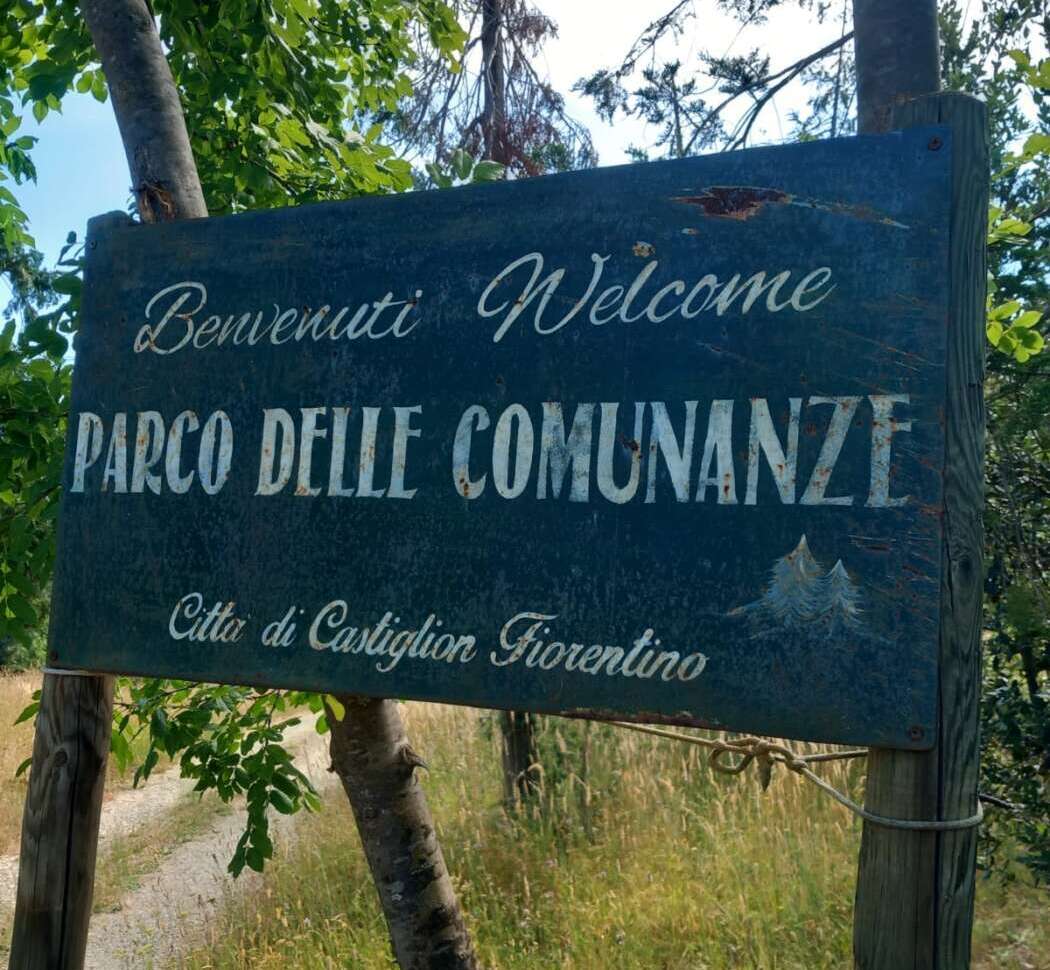 Benvenuti Welcome
PARCO DELLE COMUNANZE
Città di Castiglion Fiorentino